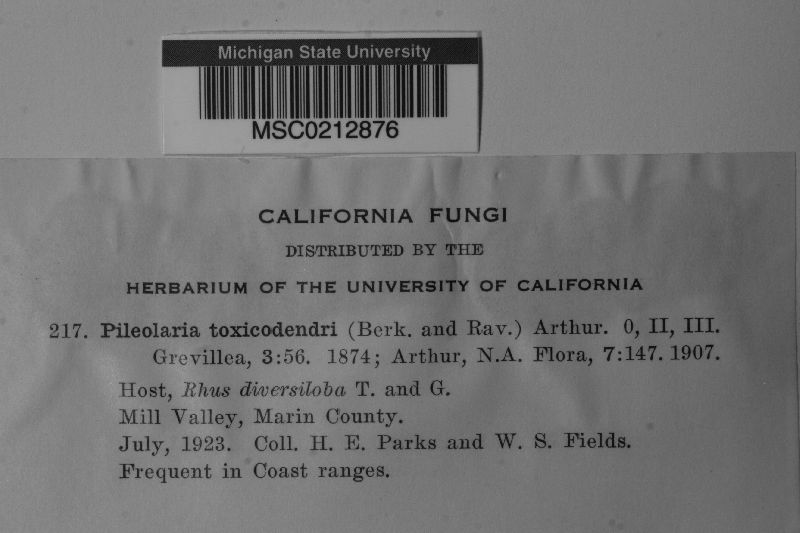 Michigan State University
MSC0212876
CALIFORNIA FUNGI
DISTRIBUTED BY THE
HERBARIUM OF THE UNIVERSITY OF CALIFORNIA
217. Pileolaria toxicodendri (Berk. and Rav.) Arthur. 0, II, III.
Grevillea, 3:56. 1874; Arthur, N.A. Flora, 7:147. 1907.
Host, Rhus diversiloba T. and G.
Mill Valley, Marin County.
July, 1923. Coll. H. E. Parks and W. S. Fields.
Frequent in Coast ranges.